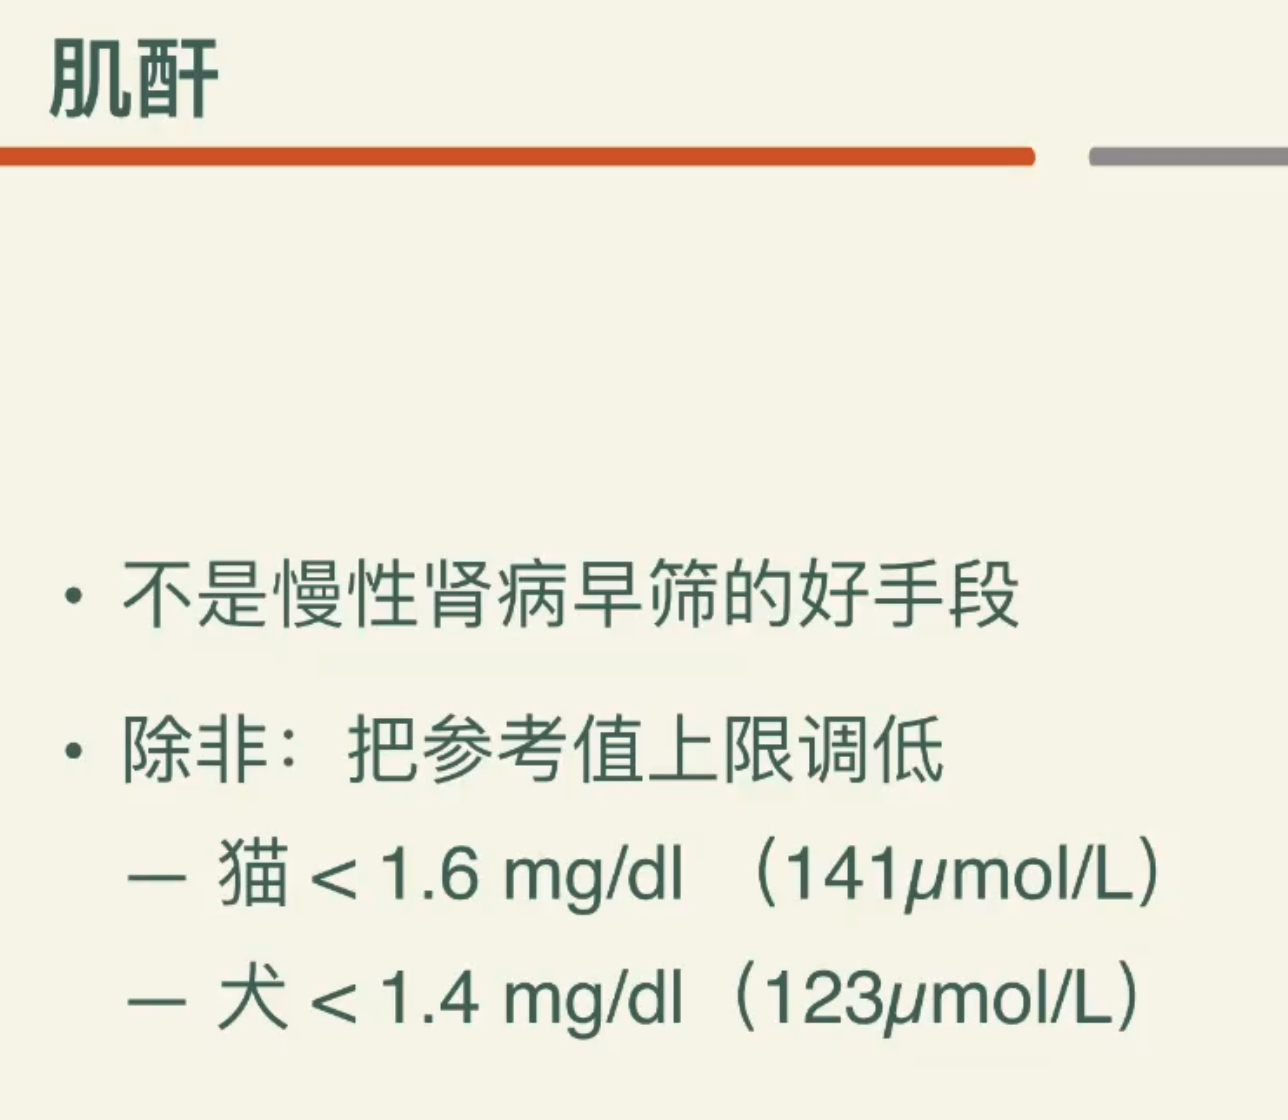 肌酐
• 不是慢性肾病早筛的好手段
• 除非：把参考值上限调低
— 猫 < 1.6 mg/dl （141μmol/L）
— 犬 < 1.4 mg/dl（123μmol/L）